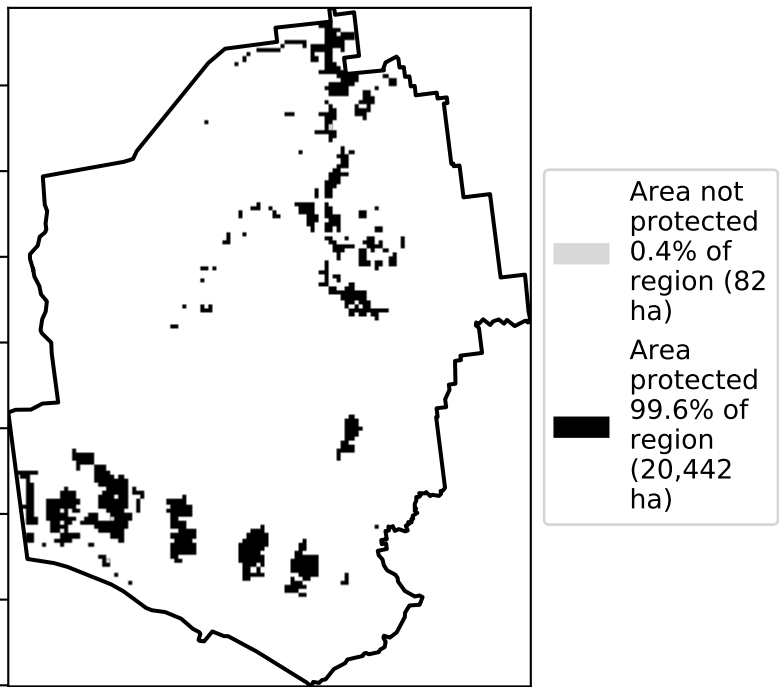 Area not
protected
0.4% of
region (82
ha)
Area
protected
99.6% of
region
(20,442
ha)